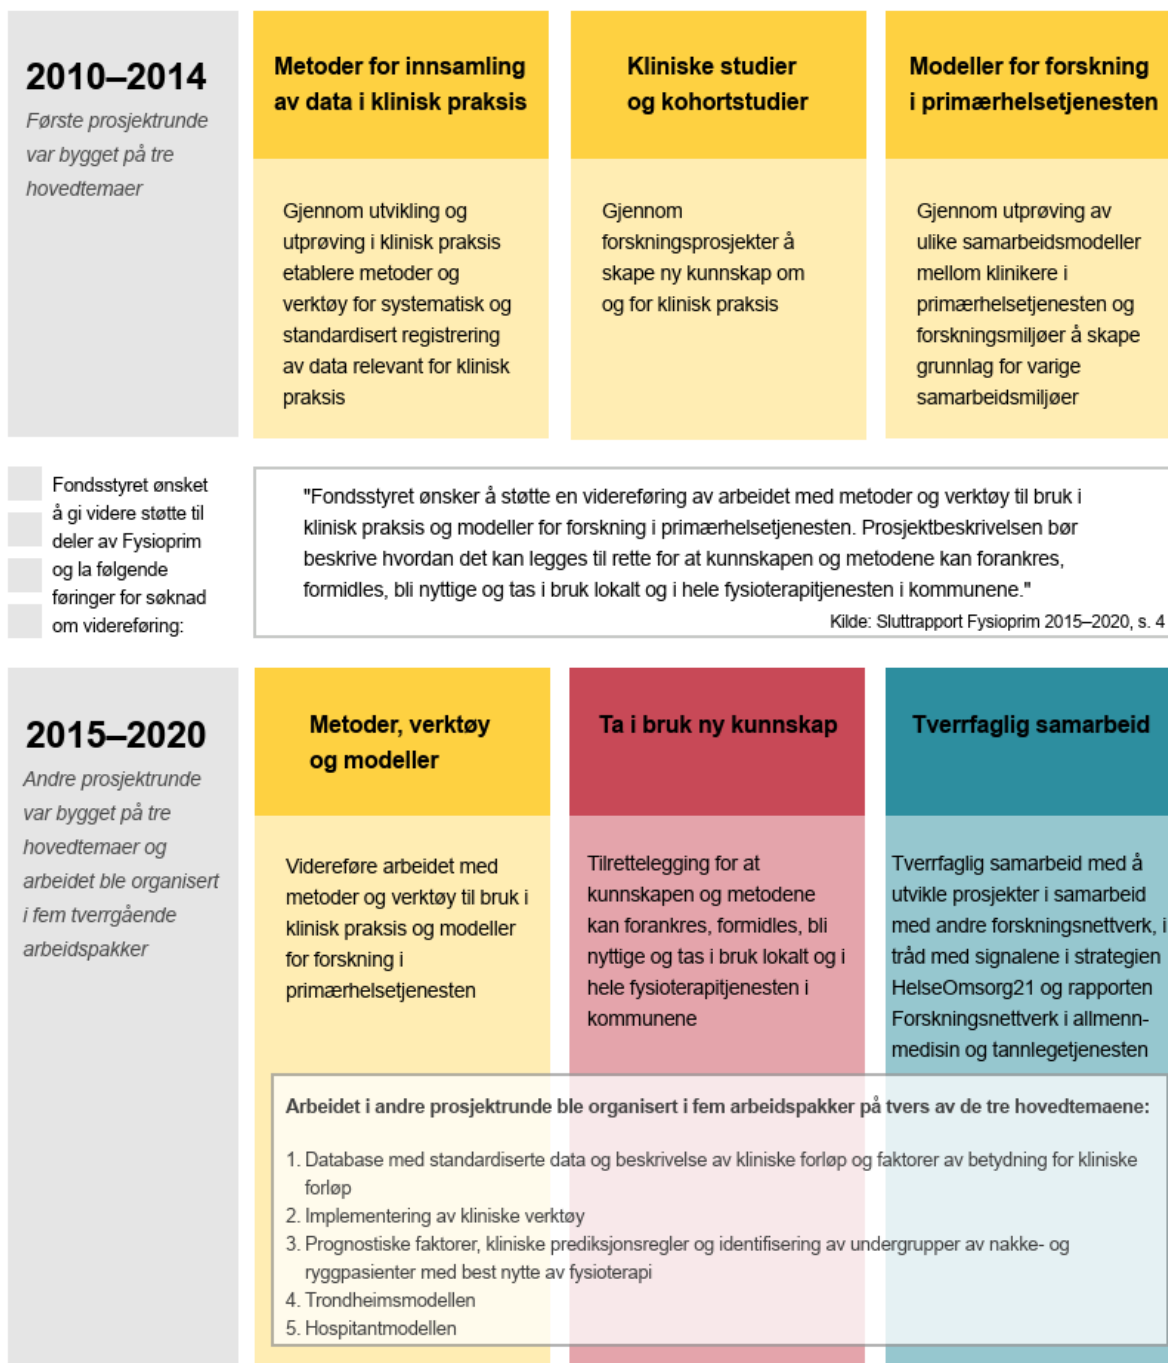 2010–2014
Første prosjektrunde
var bygget på tre
hovedtemaer
Metoder for innsamling
av data i klinisk praksis
Gjennom utvikling og
utprøving i klinisk praksis
etablere metoder og
verktøy for systematisk og
standardisert registrering
av data relevant for klinisk
praksis
Kliniske studier
og kohortstudier
Gjennom
forskningsprosjekter å
skape ny kunnskap om
og for klinisk praksis
Modeller for forskning
i primærhelsetjenesten
Gjennom utprøving av
ulike samarbeidsmodeller
mellom klinikere i
primærhelsetjenesten og
forskningsmiljøer å skape
grunnlag for varige
samarbeidsmiljøer
Fondsstyret ønsket
å gi videre støtte til
deler av Fysioprim
og la følgende
føringer for søknad
om videreføring:
"Fondsstyret ønsker å støtte en videreføring av arbeidet med metoder og verktøy til bruk i
klinisk praksis og modeller for forskning i primærhelsetjenesten. Prosjektbeskrivelsen bør
beskrive hvordan det kan legges til rette for at kunnskapen og metodene kan forankres,
formidles, bli nyttige og tas i bruk lokalt og i hele fysioterapitjenesten i kommunene."
Kilde: Sluttrapport Fysioprim 2015–2020, s. 4
2015–2020
Andre prosjektrunde
var bygget på tre
hovedtemaer og
arbeidet ble organisert
i fem tverrgående
arbeidspakker
Metoder, verktøy
og modeller
Videreføre arbeidet med
metoder og verktøy til bruk i
klinisk praksis og modeller
for forskning i
primærhelsetjenesten
Ta i bruk ny kunnskap
Tilrettelegging for at
kunnskapen og metodene
kan forankres, formidles, bli
nyttige og tas i bruk lokalt og i
hele fysioterapitjenesten i
kommunene
Tverrfaglig samarbeid
Tverrfaglig samarbeid med å
utvikle prosjekter i samarbeid
med andre forskningsnettverk, i
tråd med signalene i strategien
HelseOmsorg21 og rapporten
Forskningsnettverk i allmenn-
medisin og tannlegetjenesten
Arbeidet i andre prosjektrunde ble organisert i fem arbeidspakker på tvers av de tre hovedtemaene:
1. Database med standardiserte data og beskrivelse av kliniske forløp og faktorer av betydning for kliniske
forløp
2. Implementering av kliniske verktøy
3. Prognostiske faktorer, kliniske prediksjonsregler og identifisering av undergrupper av nakke- og
ryggpasienter med best nytte av fysioterapi
4. Trondheimsmodellen
5. Hospitantmodellen